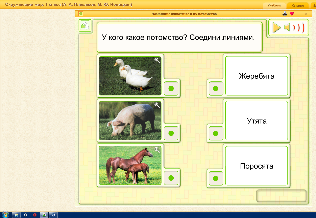 У кого какое потомство? Соедини линиями.
Жеребята
Утята
Поросята